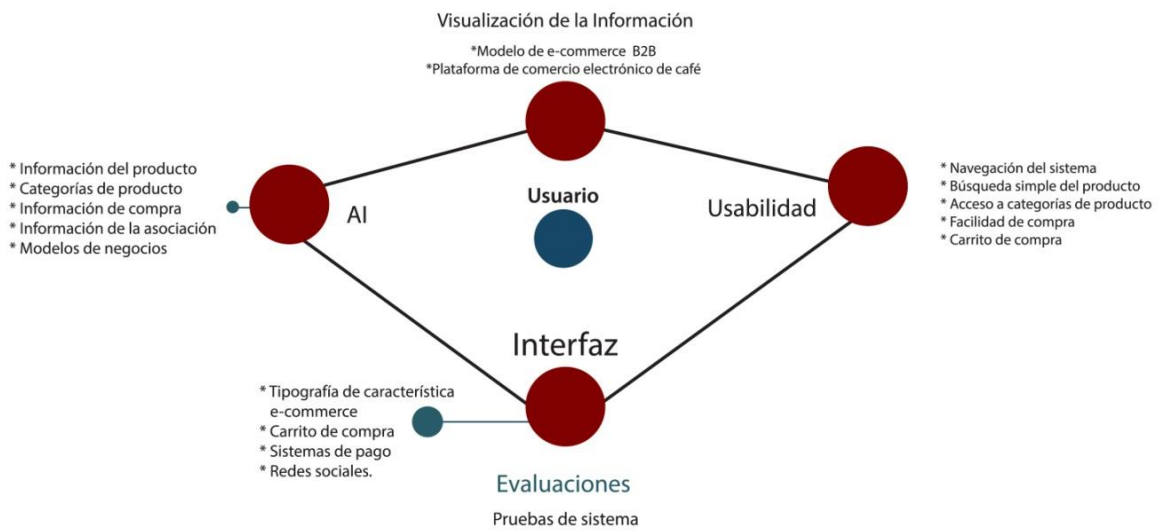 Visualización de la Información
*Modelo de e-commerce B2B
*Plataforma de comercio electrónico de café
* Información del producto
* Categorías de producto
* Información de compra
* Información de la asociación
* Modelos de negocios
AI
Usuario
Usabilidad
* Navegación del sistema
* Búsqueda simple del producto
* Acceso a categorías de producto
* Facilidad de compra
* Carrito de compra
Interfaz
* Tipografía de característica
e-commerce
* Carrito de compra
* Sistemas de pago
* Redes sociales.
Evaluaciones
Pruebas de sistema